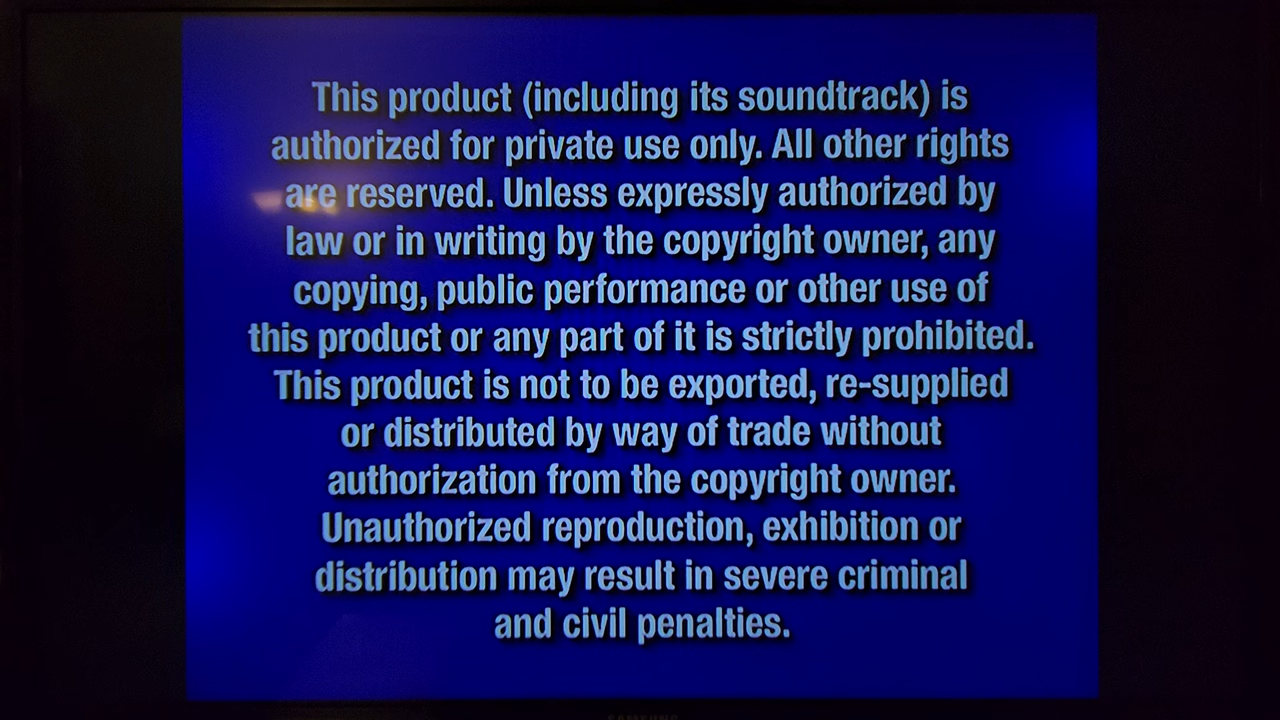 This product (including its soundtrack) is
authorized for private use only. All other rights
are reserved. Unless expressly authorized by
law or in writing by the copyright owner, any
copying, public performance or other use of
this product or any part of it is strictly prohibited.
This product is not to be exported, re-supplied
or distributed by way of trade without
authorization from the copyright owner.
Unauthorized reproduction, exhibition or
distribution may result in severe criminal
and civil penalties.
SAMSUNG